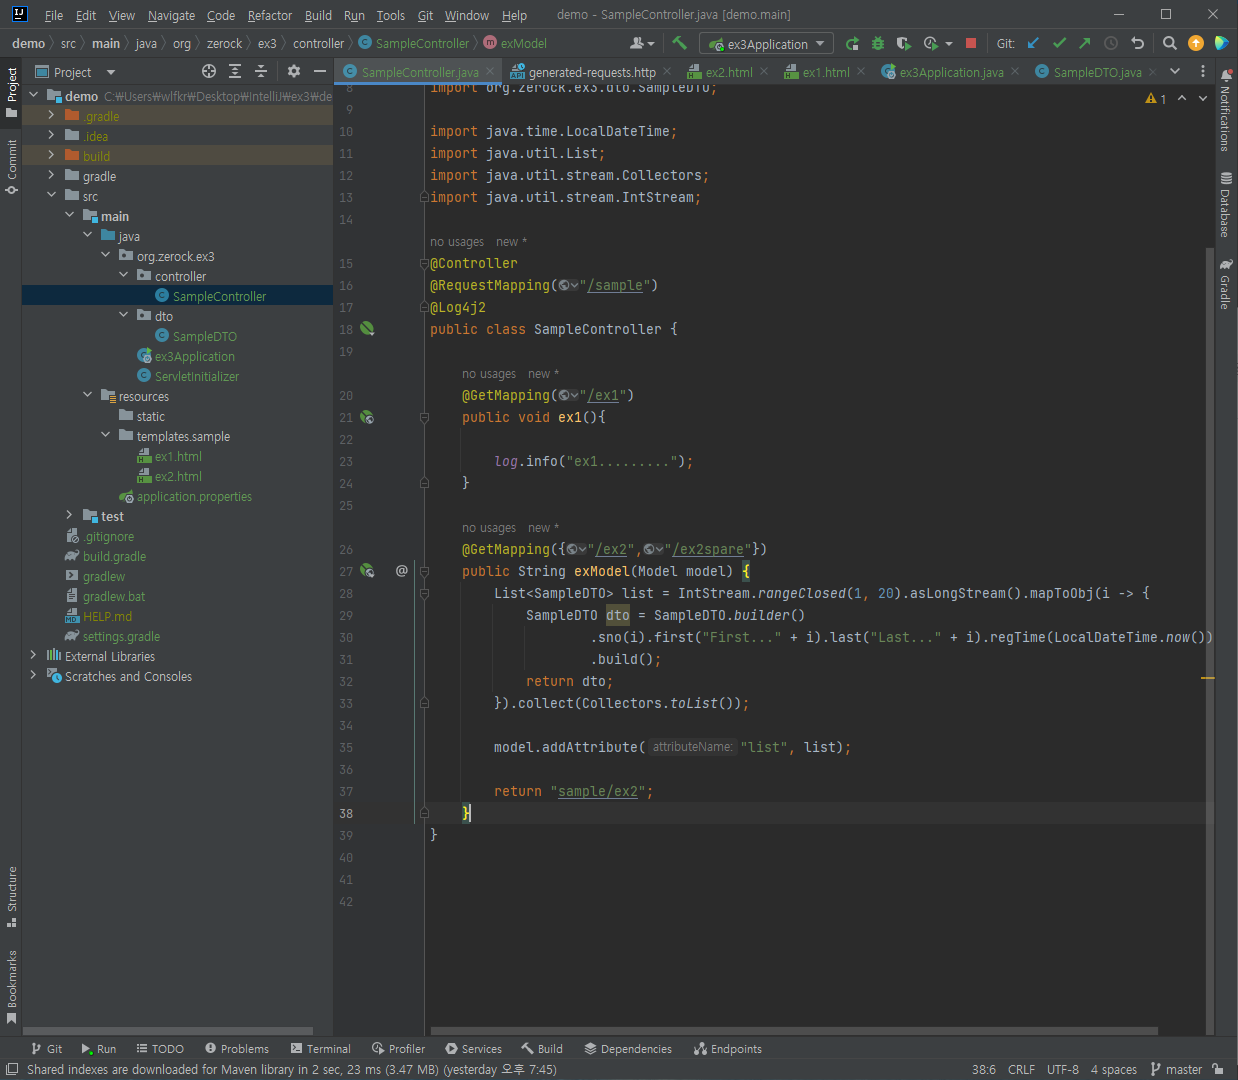 File Edit View Navigate Code Refactor Build Run Tools Git Window Help demo - SampleController.java [demo.main]
demo src main java org zerock ex3 controller SampleController exModel ex3Application Git:
Project
Project
SampleController.java generated-requests.http ex2.html ex1.html ex3Application.java SampleDTO.java
demo C:₩Users₩wlfkr₩Desktop₩IntelliJ₩ex3₩de
.gradle
.idea
build
gradle
src
main
java
org.zerock.ex3
controller
SampleController
dto
SampleDTO
ex3Application
ServletInitializer
resources
static
templates.sample
ex1.html
ex2.html
application.properties
test
.gitignore
build.gradle
gradlew
gradlew.bat
HELP.md
settings.gradle
External Libraries
Scratches and Consoles
Commit
Structure
Bookmarks
1
8 import org.zerock.ex3.dto.SampleDTO;
9
10 import java.time.LocalDateTime;
11 import java.util.List;
12 import java.util.stream.Collectors;
13 import java.util.stream.IntStream;
14
no usages new *
15 @Controller
16 @RequestMapping("/sample")
17 @Log4j2
18 public class SampleController {
19
no usages new *
20 @GetMapping("/ex1")
21 public void ex1(){
22
23 log.info("ex1.........");
24 }
25
no usages new *
26 @GetMapping({"/ex2","/ex2spare"})
27 @ public String exModel(Model model) {
28 List<SampleDTO> list = IntStream.rangeClosed(1, 20).asLongStream().mapToObj(i -> {
29 SampleDTO dto = SampleDTO.builder()
30 .sno(i).first("First..." + i).last("Last..." + i).regTime(LocalDateTime.now())
31 .build();
32 return dto;
33 }).collect(Collectors.toList());
34
35 model.addAttribute( attributeName: "list", list);
36
37 return "sample/ex2";
38 }
39 }
40
41
42
Notifications
Database
Gradle
Git Run TODO Problems Terminal Profiler Services Build Dependencies Endpoints
Shared indexes are downloaded for Maven library in 2 sec, 23 ms (3.47 MB) (yesterday 오후 7:45) 38:6 CRLF UTF-8 4 spaces master